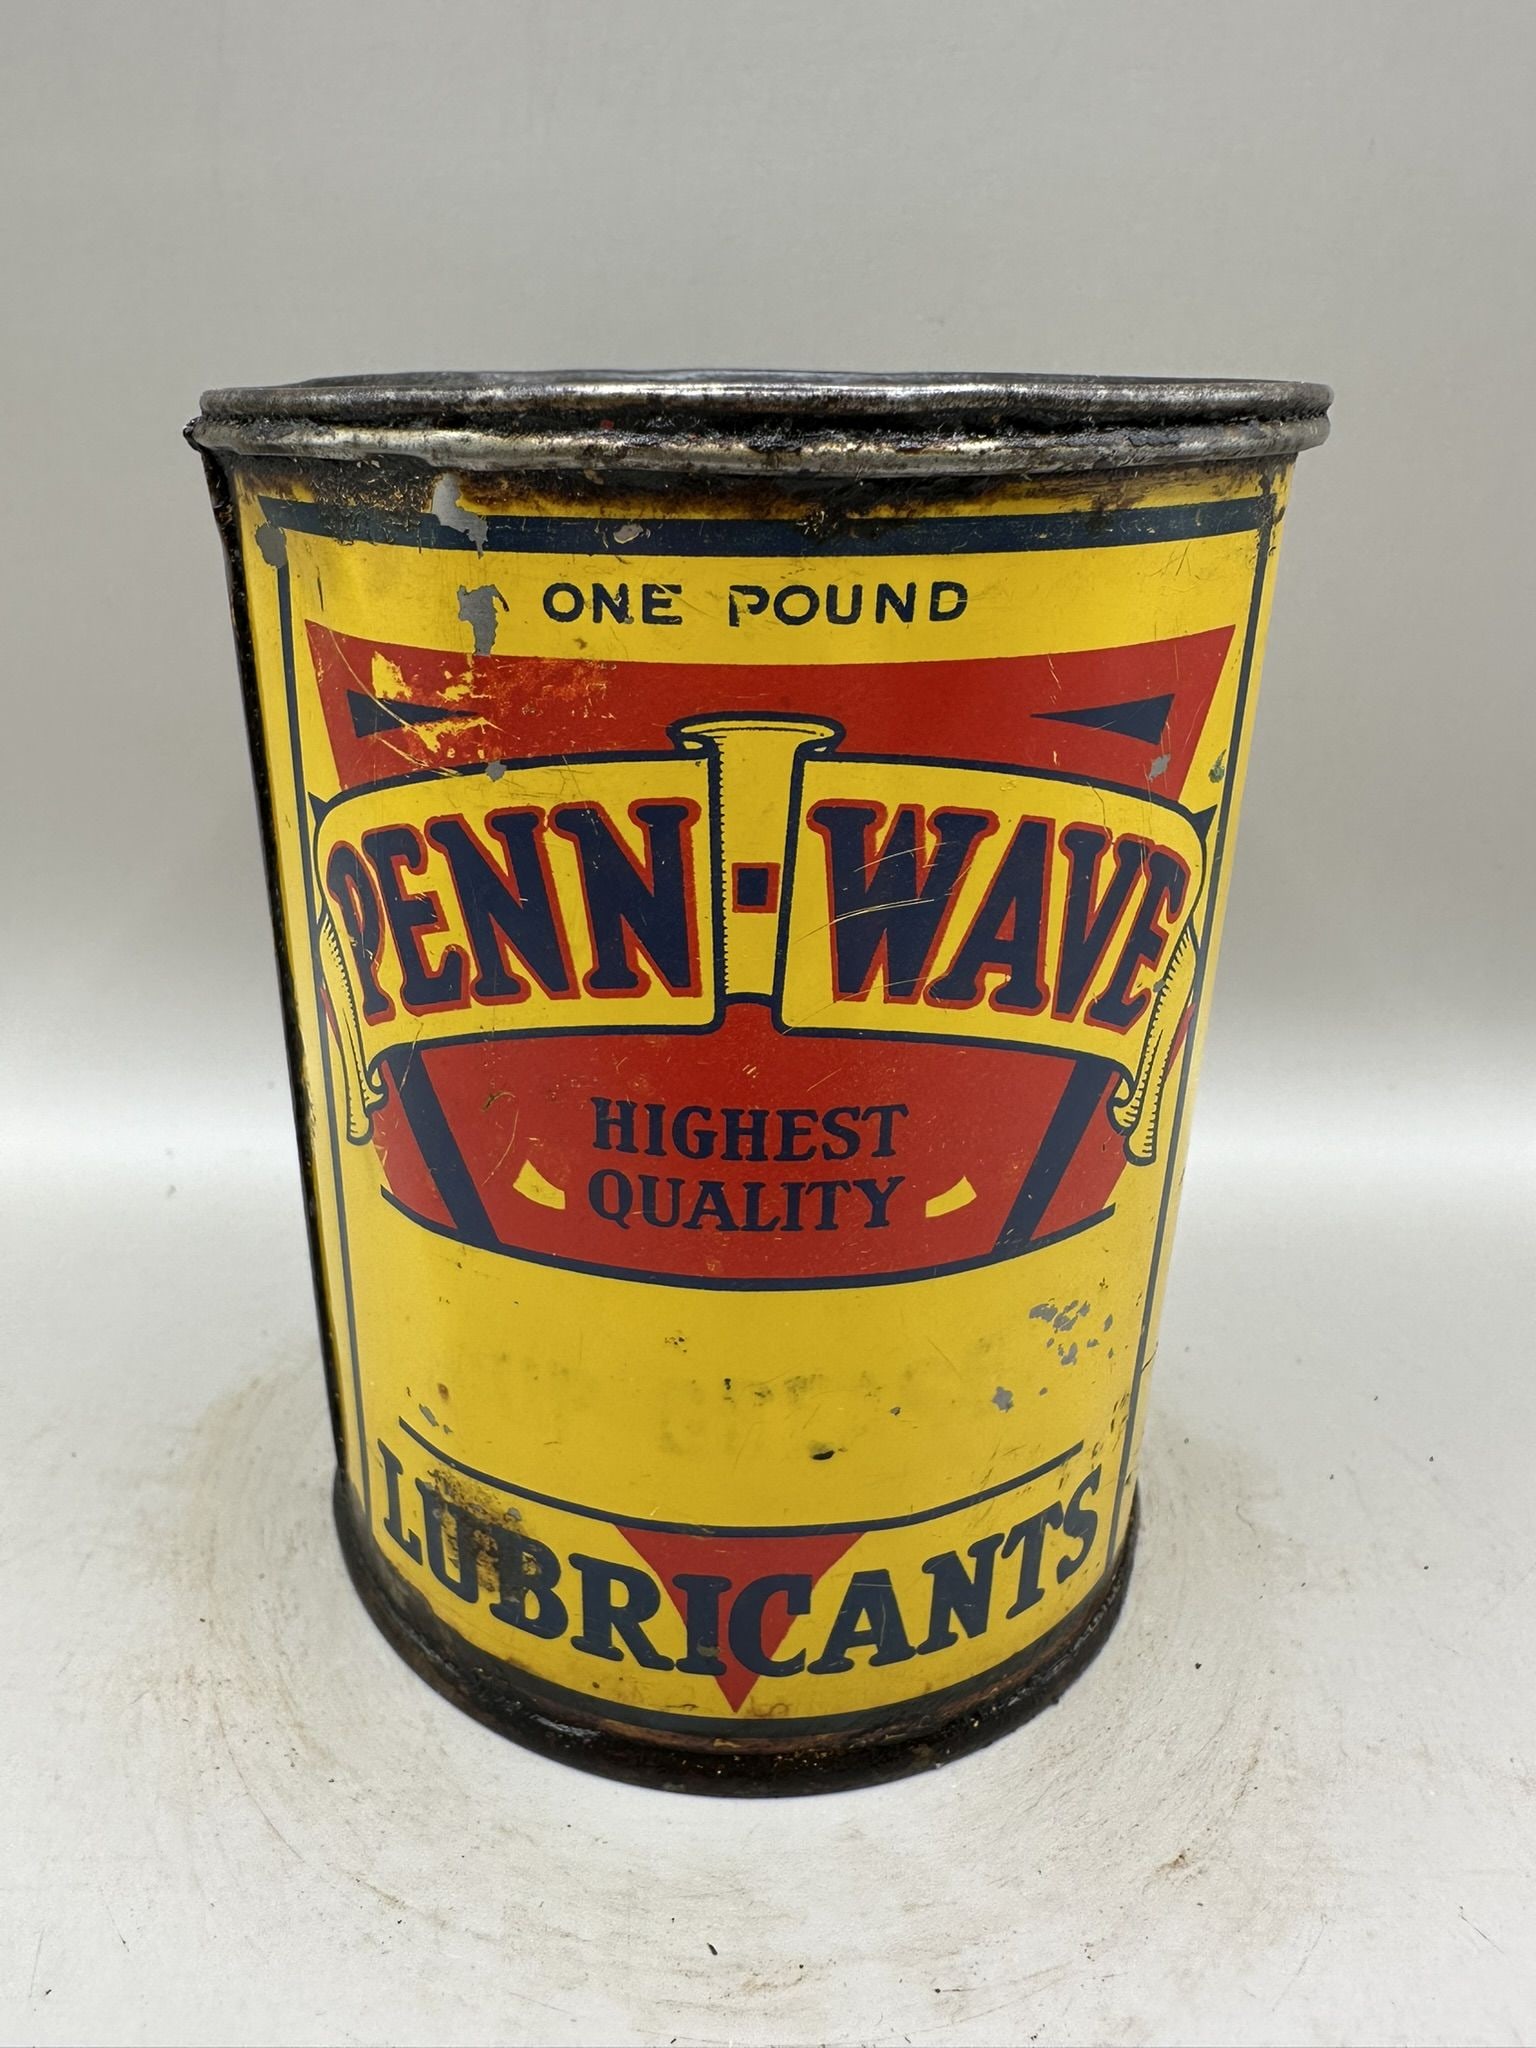 ONE POUND
PENN-WAVE
HIGHEST
QUALITY
LUBRICANTS